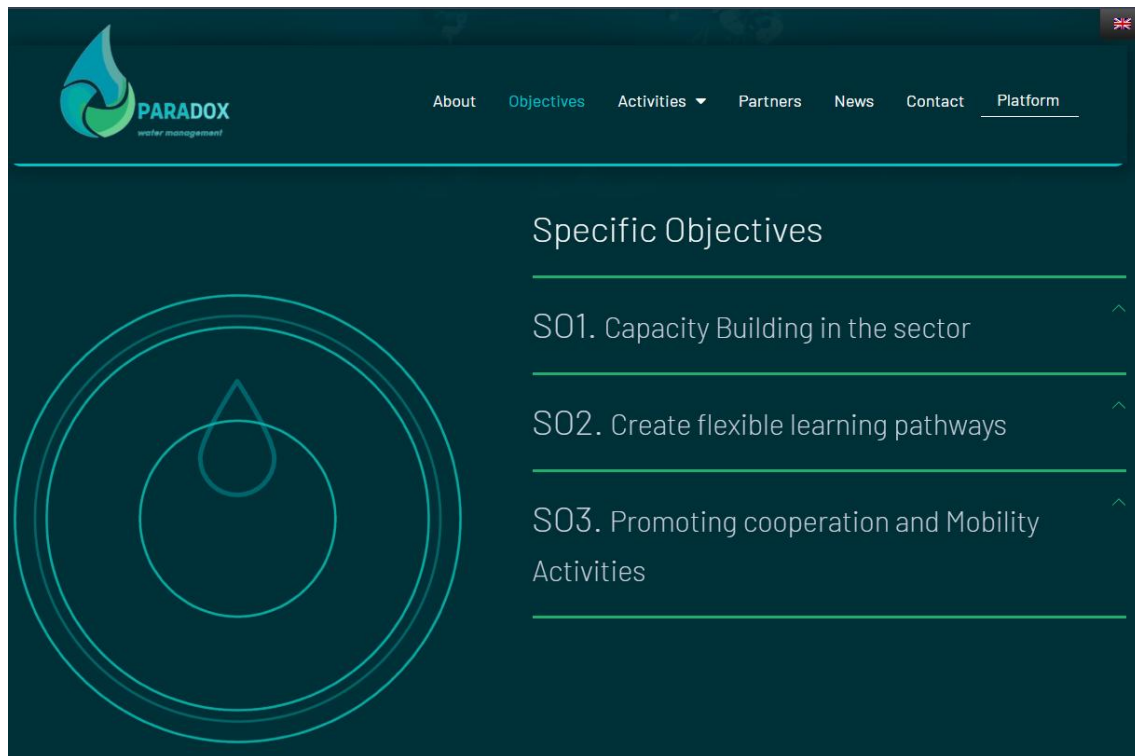 PARADOX
water management
About Objectives Activities Partners News Contact Platform
Specific Objectives
SO1. Capacity Building in the sector
SO2. Create flexible learning pathways
SO3. Promoting cooperation and Mobility
Activities